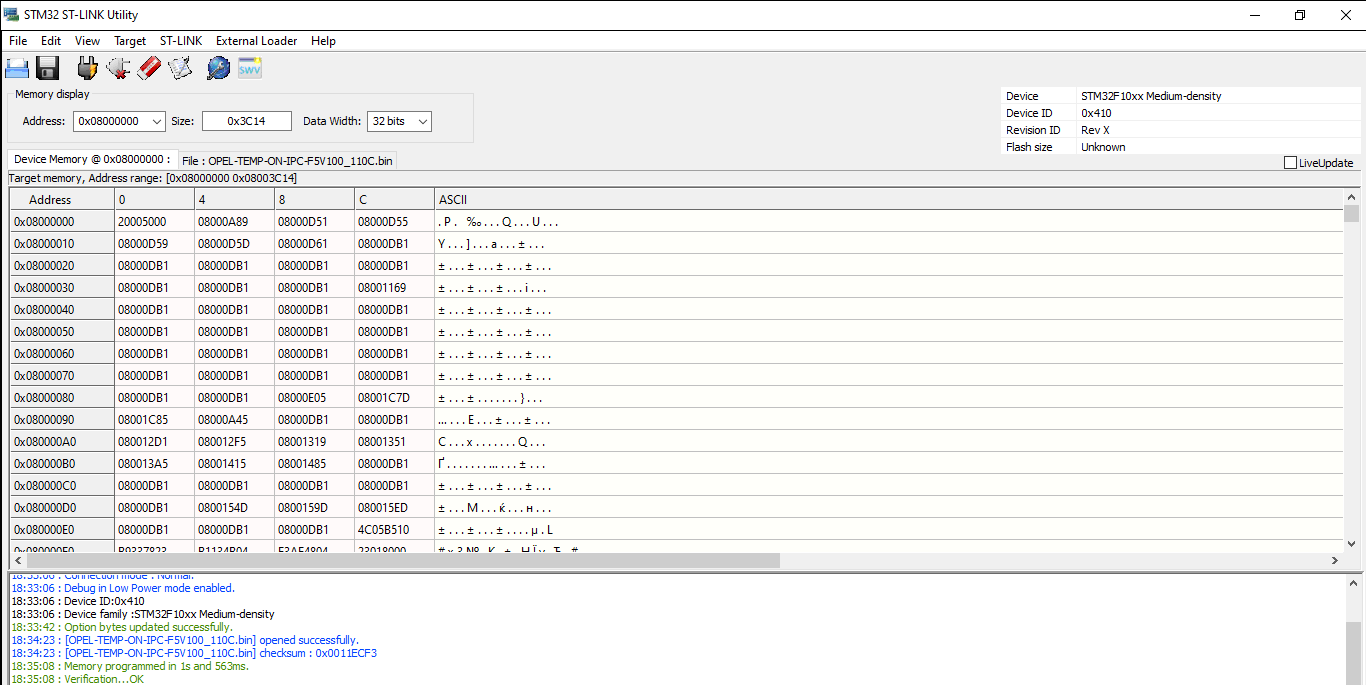 STM32 ST-LINK Utility
File Edit View Target ST-LINK External Loader Help
SWV
Memory display
Address: 0x08000000 Size: 0x3C14 Data Width: 32 bits
Device STM32F10xx Medium-density
Device ID 0x410
Revision ID Rev X
Flash size Unknown
Device Memory @ 0x08000000 : File : OPEL-TEMP-ON-IPC-F5V100_110C.bin
LiveUpdate
Target memory, Address range: [0x08000000 0x08003C14]
Address 0 4 8 C ASCII
0x08000000 20005000 08000A89 08000D51 08000D55 .P. ‰...Q...U...
0x08000010 08000D59 08000D5D 08000D61 08000DB1 Y...]...a...±...
0x08000020 08000DB1 08000DB1 08000DB1 08000DB1 ±...±...±...±...
0x08000030 08000DB1 08000DB1 08000DB1 08001169 ±...±...±...i...
0x08000040 08000DB1 08000DB1 08000DB1 08000DB1 ±...±...±...±...
0x08000050 08000DB1 08000DB1 08000DB1 08000DB1 ±...±...±...±...
0x08000060 08000DB1 08000DB1 08000DB1 08000DB1 ±...±...±...±...
0x08000070 08000DB1 08000DB1 08000DB1 08000DB1 ±...±...±...±...
0x08000080 08000DB1 08000DB1 08000E05 08001C7D ±...±.......}...
0x08000090 08001C85 08000A45 08000DB1 08000DB1 …...E...±...±...
0x080000A0 080012D1 080012F5 08001319 08001351 С...х.......Q...
0x080000B0 080013A5 08001415 08001485 08000DB1 Ґ.......…...±...
0x080000C0 08000DB1 08000DB1 08000DB1 08000DB1 ±...±...±...±...
0x080000D0 08000DB1 0800154D 0800159D 080015ED ±...M...ќ...н...
0x080000E0 08000DB1 08000DB1 08000DB1 4C05B510 ±...±...±....µ.L
18:33:06 : Connection mode : Normal.
18:33:06 : Debug in Low Power mode enabled.
18:33:06 : Device ID:0x410
18:33:06 : Device family :STM32F10xx Medium-density
18:33:42 : Option bytes updated successfully.
18:34:23 : [OPEL-TEMP-ON-IPC-F5V100_110C.bin] opened successfully.
18:34:23 : [OPEL-TEMP-ON-IPC-F5V100_110C.bin] checksum : 0x0011ECF3
18:35:08 : Memory programmed in 1s and 563ms.
18:35:08 : Verification...OK